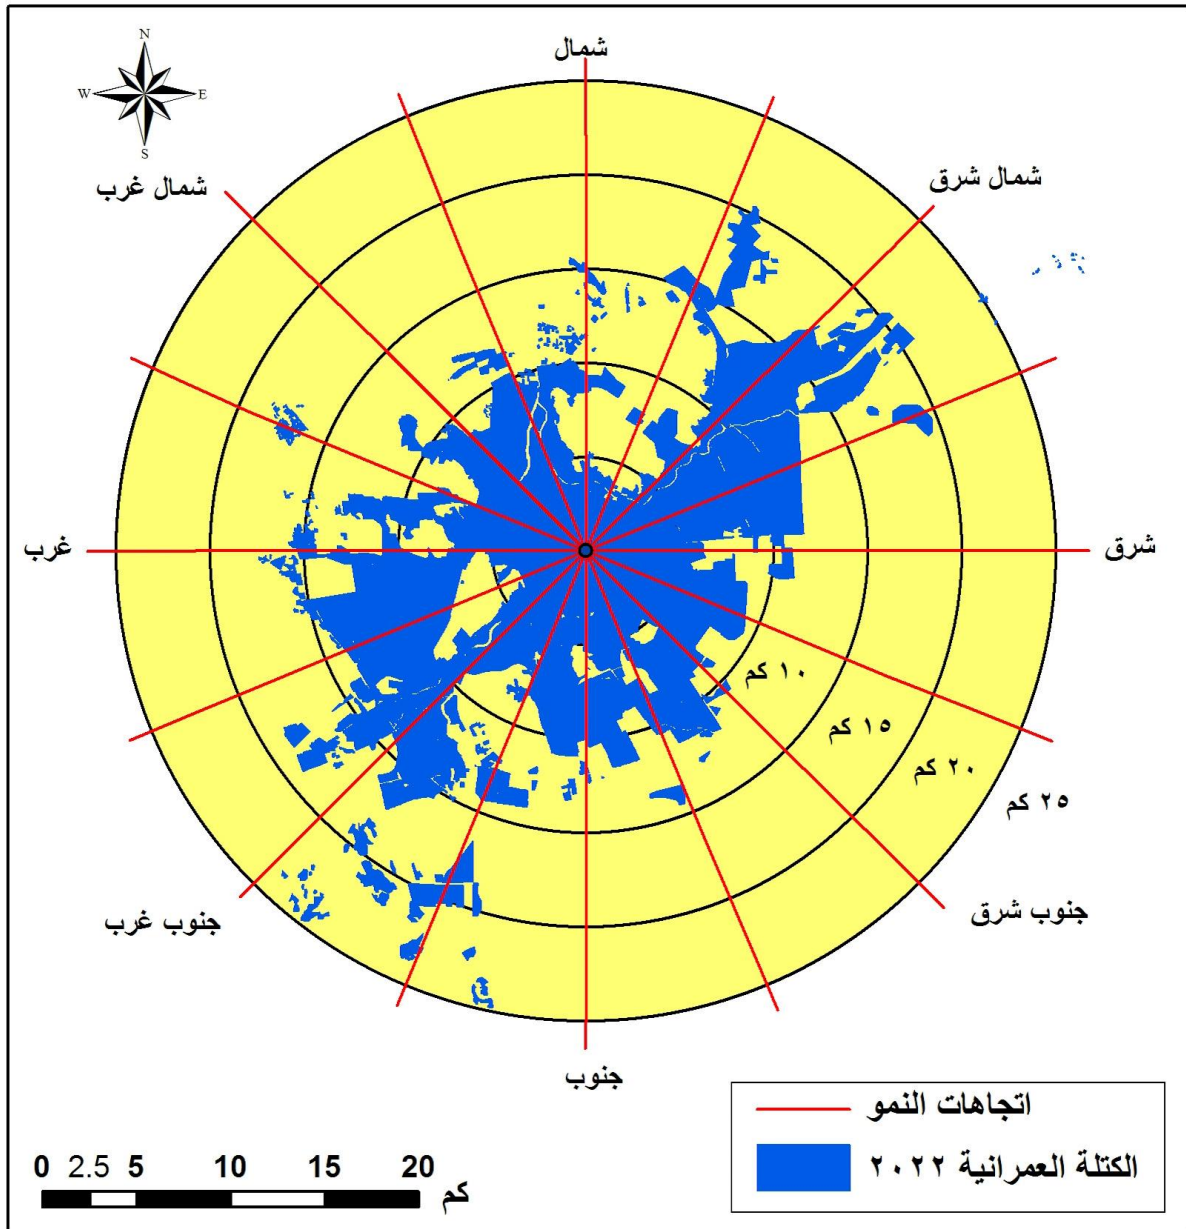 N
W E
S
شمال
شمال غرب
شمال شرق
غرب
شرق
١٠ كم
١٥ كم
٢٠ كم
٢٥ كم
جنوب غرب
جنوب شرق
جنوب
اتجاهات النمو
الكتلة العمرانية ٢٠٢٢
0 2.5 5 10 15 20
كم